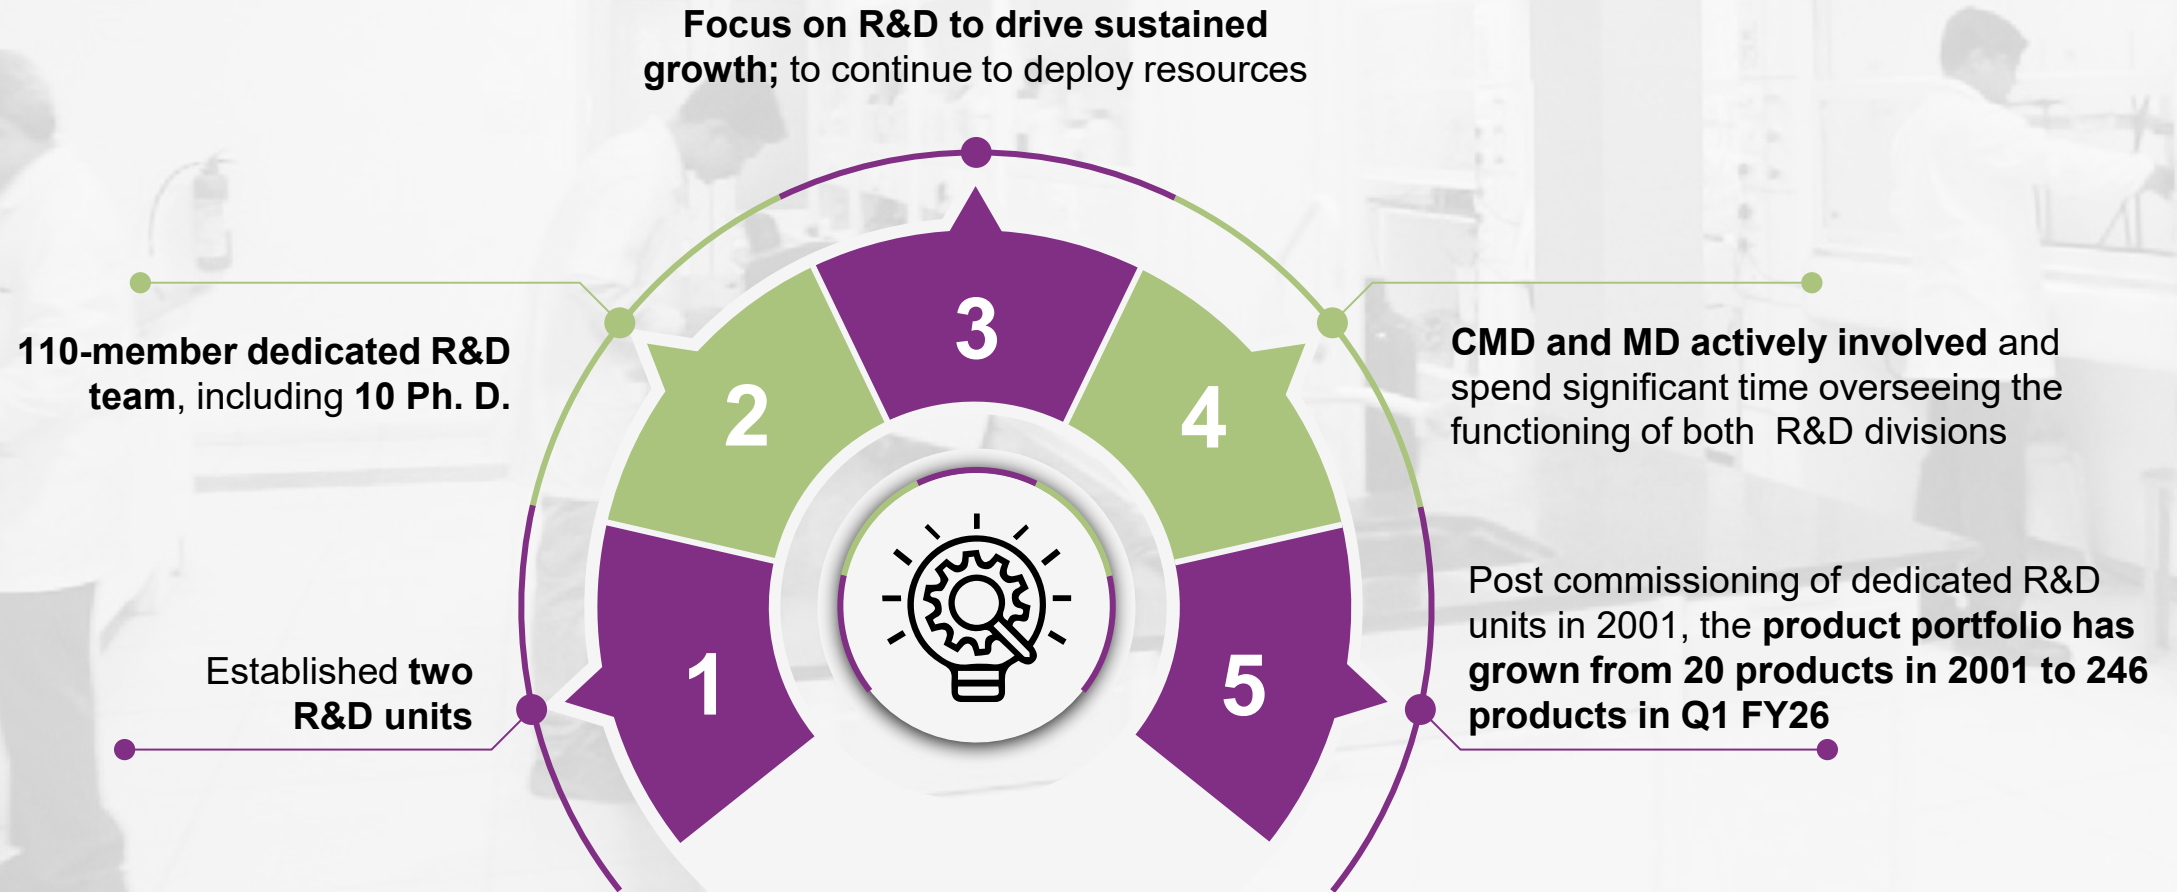 Focus on R&D to drive sustained
growth; to continue to deploy resources
3
110-member dedicated R&D
team, including 10 Ph. D.
2
4
CMD and MD actively involved and
spend significant time overseeing the
functioning of both  R&D divisions
Established two
R&D units
1
5
Post commissioning of dedicated R&D
units in 2001, the product portfolio has
grown from 20 products in 2001 to 246
products in Q1 FY26